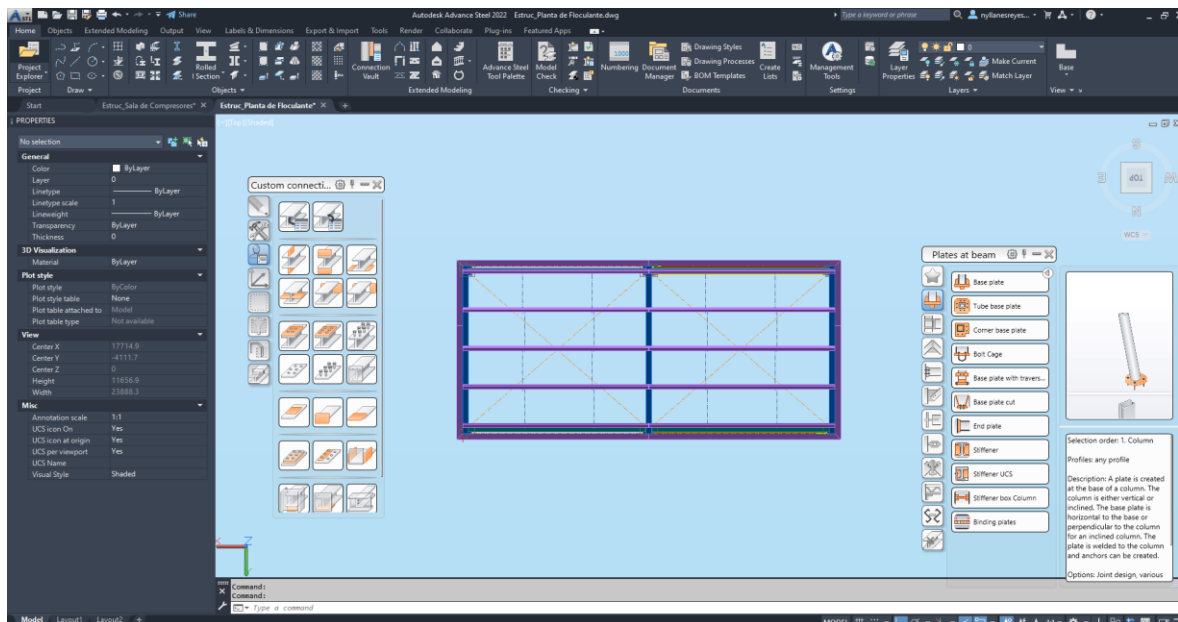 Share
Autodesk Advance Steel 2022 Estruc_Planta de Floculante.dwg
Type a keyword or phrase
nyllanesreyes...
Home Objects Extended Modeling Output View Labels & Dimensions Export & Import Tools Render Collaborate Plug-ins Featured Apps
Project Explorer
Rolled I Section
Connection Vault
Advance Steel Tool Palette
Model Check
Numbering
Document Manager
Drawing Styles
Drawing Processes
BOM Templates
Create Lists
Management Tools
Layer Properties
0
Make Current
Match Layer
Base
Project Draw Objects Extended Modeling Checking Documents Settings Layers View
Start Estruc_Sala de Compresores* Estruc_Planta de Floculante*
PROPERTIES
No selection
General
Color ByLayer
Layer 0
Linetype ByLayer
Linetype scale 1
Lineweight ByLayer
Transparency ByLayer
Thickness 0
3D Visualization
Material ByLayer
Plot style
Plot style ByColor
Plot style table None
Plot table attached to Model
Plot table type Not available
View
Center X 17714.9
Center Y -4111.7
Center Z 0
Height 11656.9
Width 23888.3
Misc
Annotation scale 1:1
UCS icon On Yes
UCS icon at origin Yes
UCS per viewport Yes
UCS Name
Visual Style Shaded
[-][Top][Shaded]
Custom connecti...
S
E TOP W
N
WCS
Plates at beam
Base plate
Tube base plate
Corner base plate
Bolt Cage
Base plate with travers...
Base plate cut
End plate
Stiffener
Stiffener UCS
Stiffener box Column
Binding plates
Selection order: 1. Column
Profiles: any profile
Description: A plate is created
at the base of a column. The
column is either vertical or
inclined. The base plate is
horizontal to the base or
perpendicular to the column
for an inclined column. The
plate is welded to the column
and anchors can be created.
Options: Joint design, various
X Z
Y
Command:
Command:
Type a command
Model Layout1 Layout2 +
MODEL